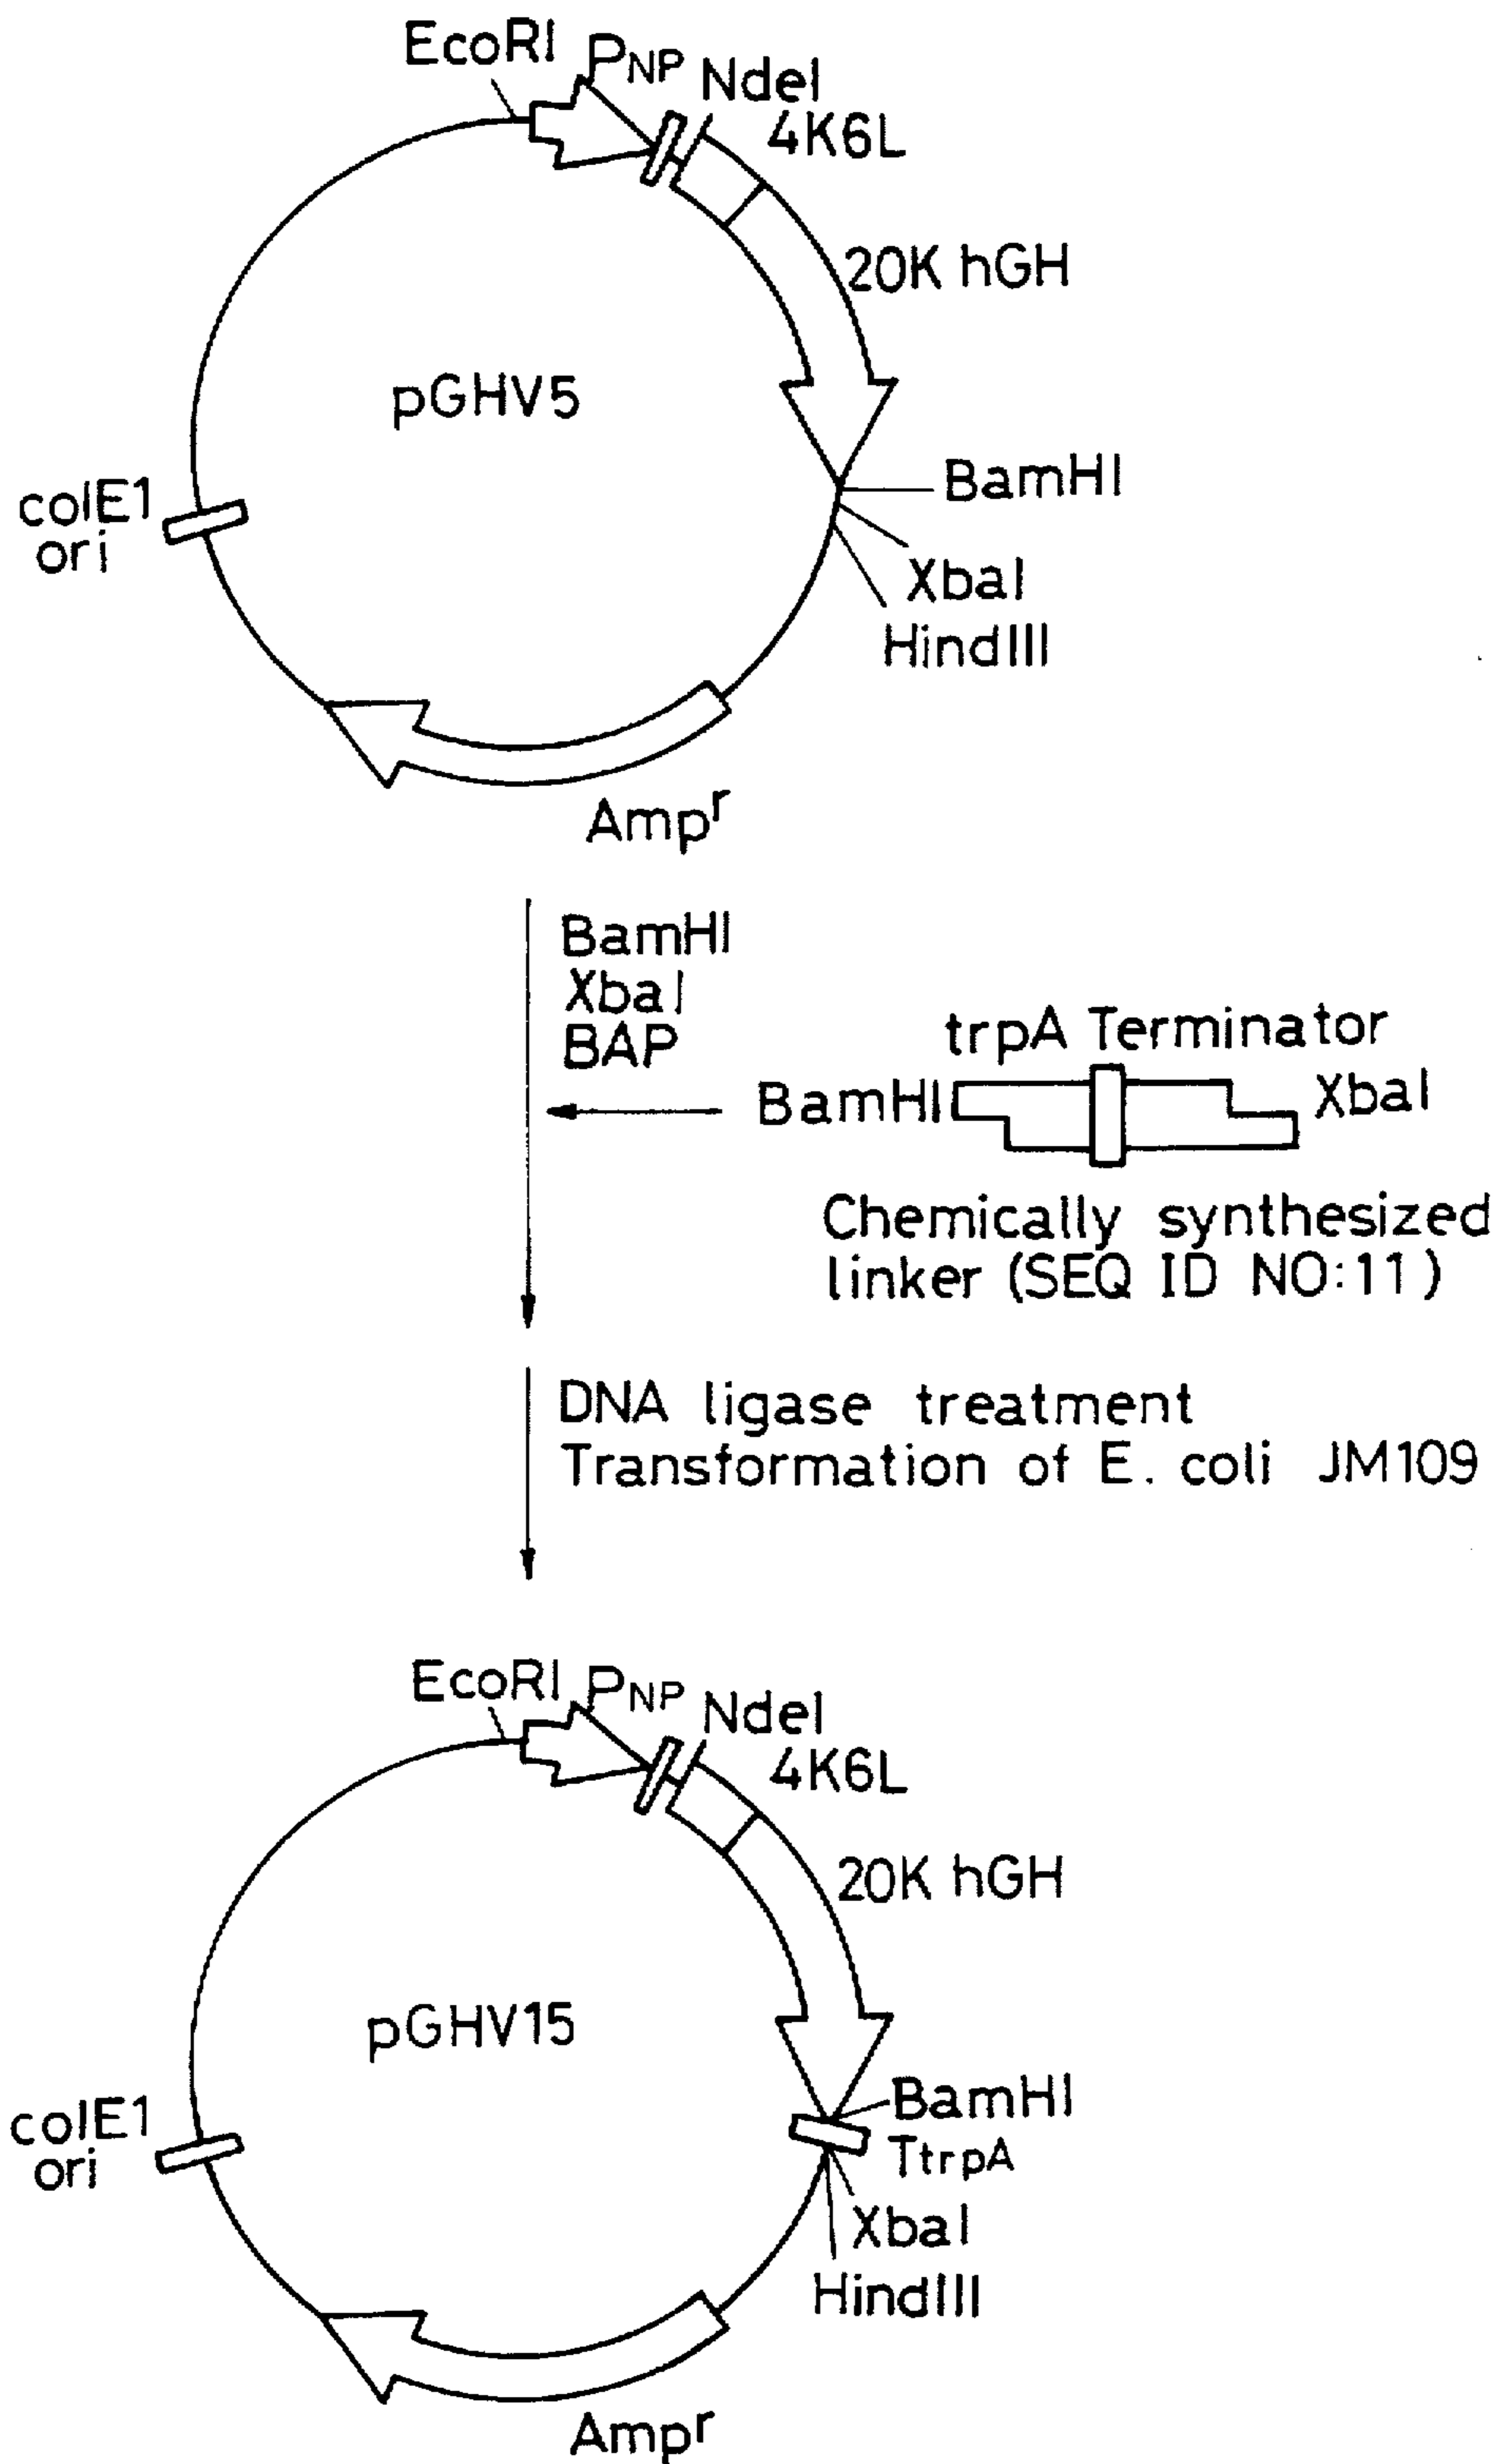 EcoRI
PNP
NdeI
4K6L
20K hGH
pGHV5
BamHI
colE1
ori
XbaI
HindIII
Ampr
BamHI
XbaI
BAP
trpA Terminator
BamHI
XbaI
Chemically synthesized
linker (SEQ ID NO:11)
DNA ligase treatment
Transformation of E. coli JM109
EcoRI
PNP
NdeI
4K6L
20K hGH
pGHV15
BamHI
colE1
ori
TtrpA
XbaI
HindIII
Ampr